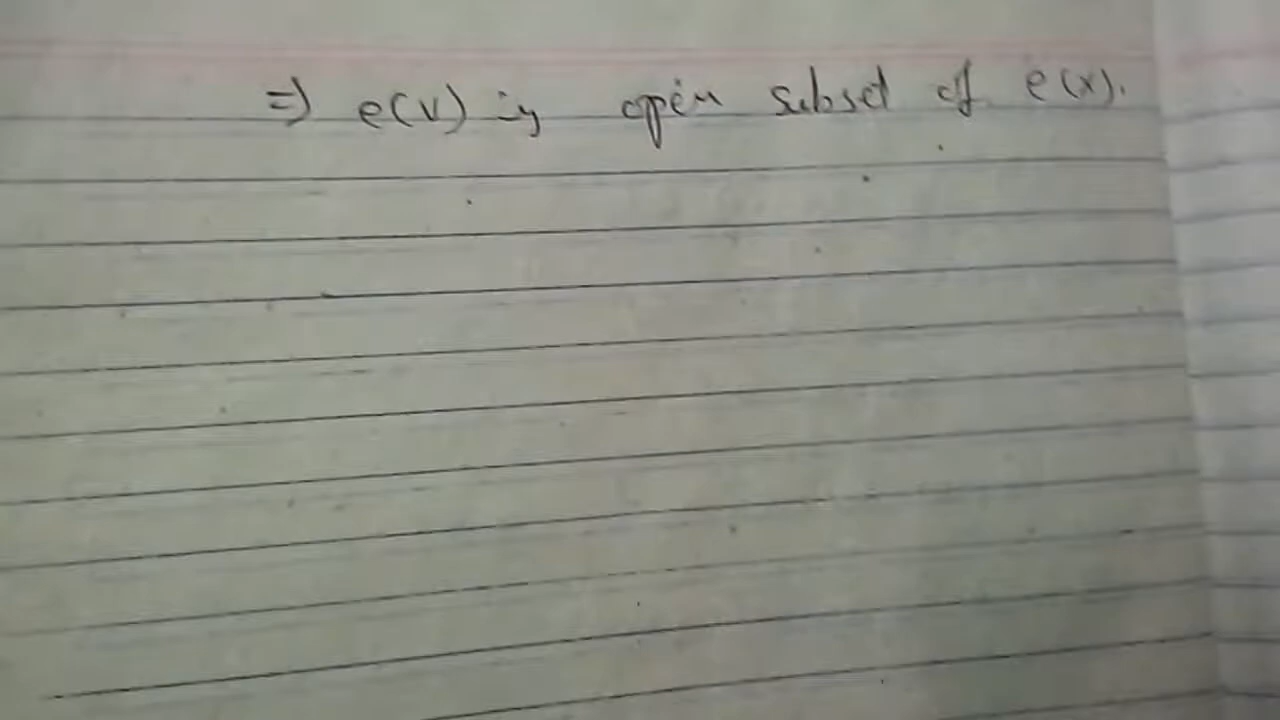 ⇒ e(V) is open subset of e(X).